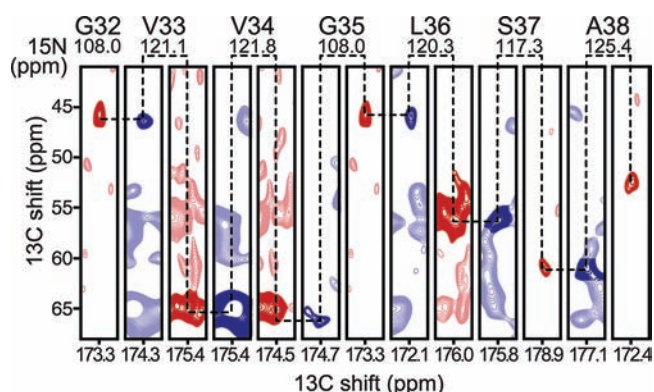 G32 V33 V34 G35 L36 S37 A38
15N 108.0 121.1 121.8 108.0 120.3 117.3 125.4
(ppm)
45
50
55
60
65
13C shift (ppm)
173.3 174.3 175.4 175.4 174.5 174.7 173.3 172.1 176.0 175.8 178.9 177.1 172.4
13C shift (ppm)